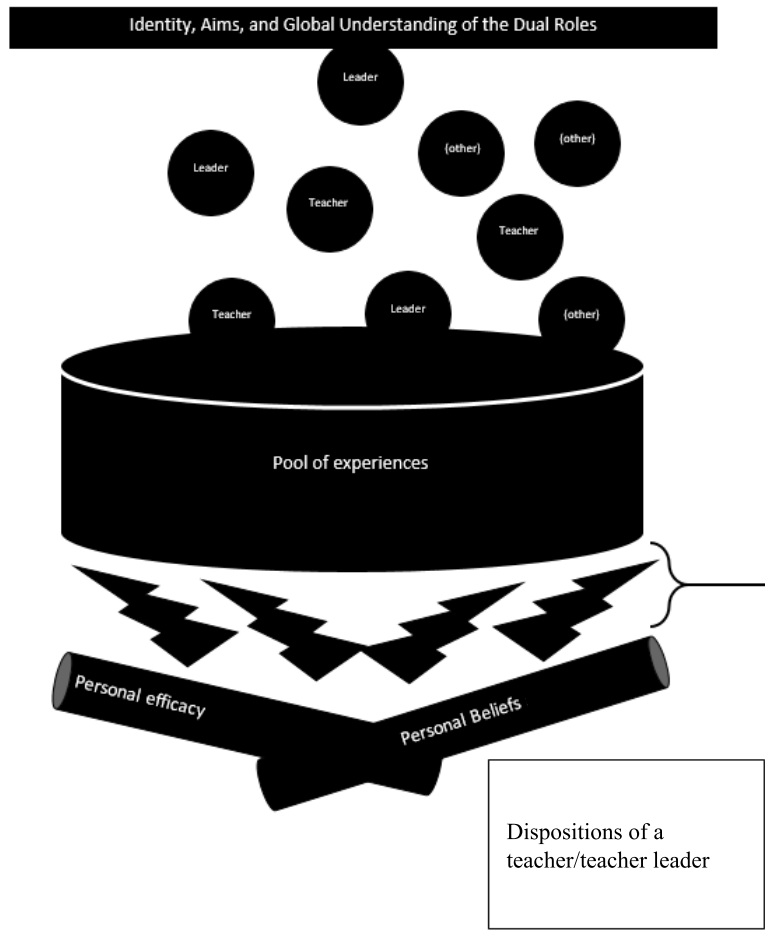 Identity, Aims, and Global Understanding of the Dual Roles
Leader
(other)
(other)
Leader
Teacher
Teacher
Teacher
Leader
(other)
Pool of experiences
Personal efficacy
Personal Beliefs
Dispositions of a
teacher/teacher leader